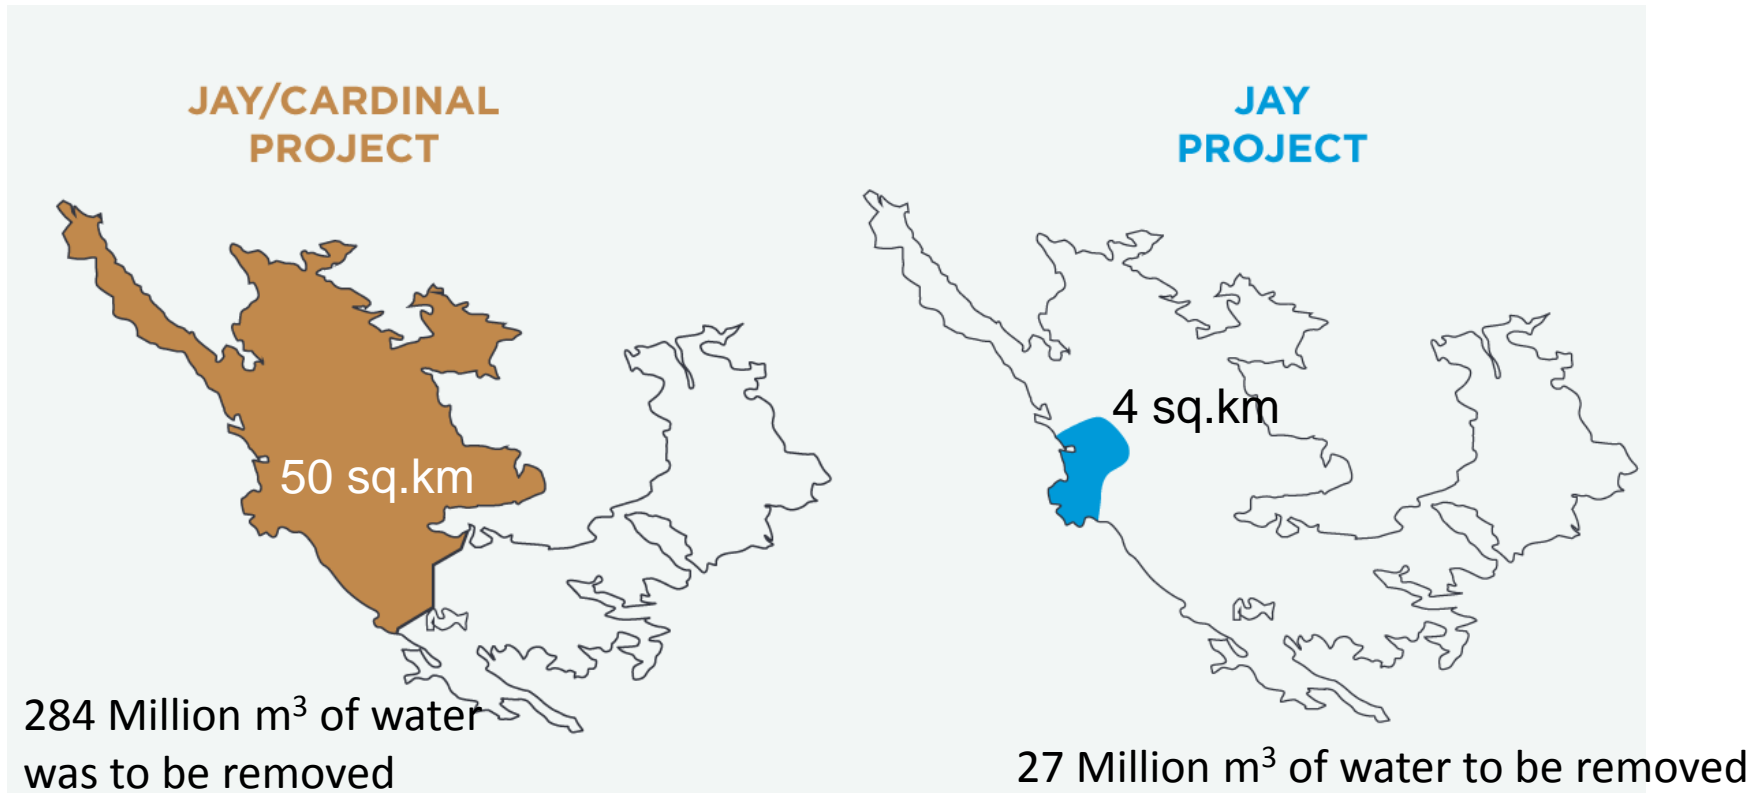 JAY/CARDINAL
PROJECT
50 sq.km
284 Million m³ of water
was to be removed
JAY
PROJECT
4 sq.km
27 Million m³ of water to be removed